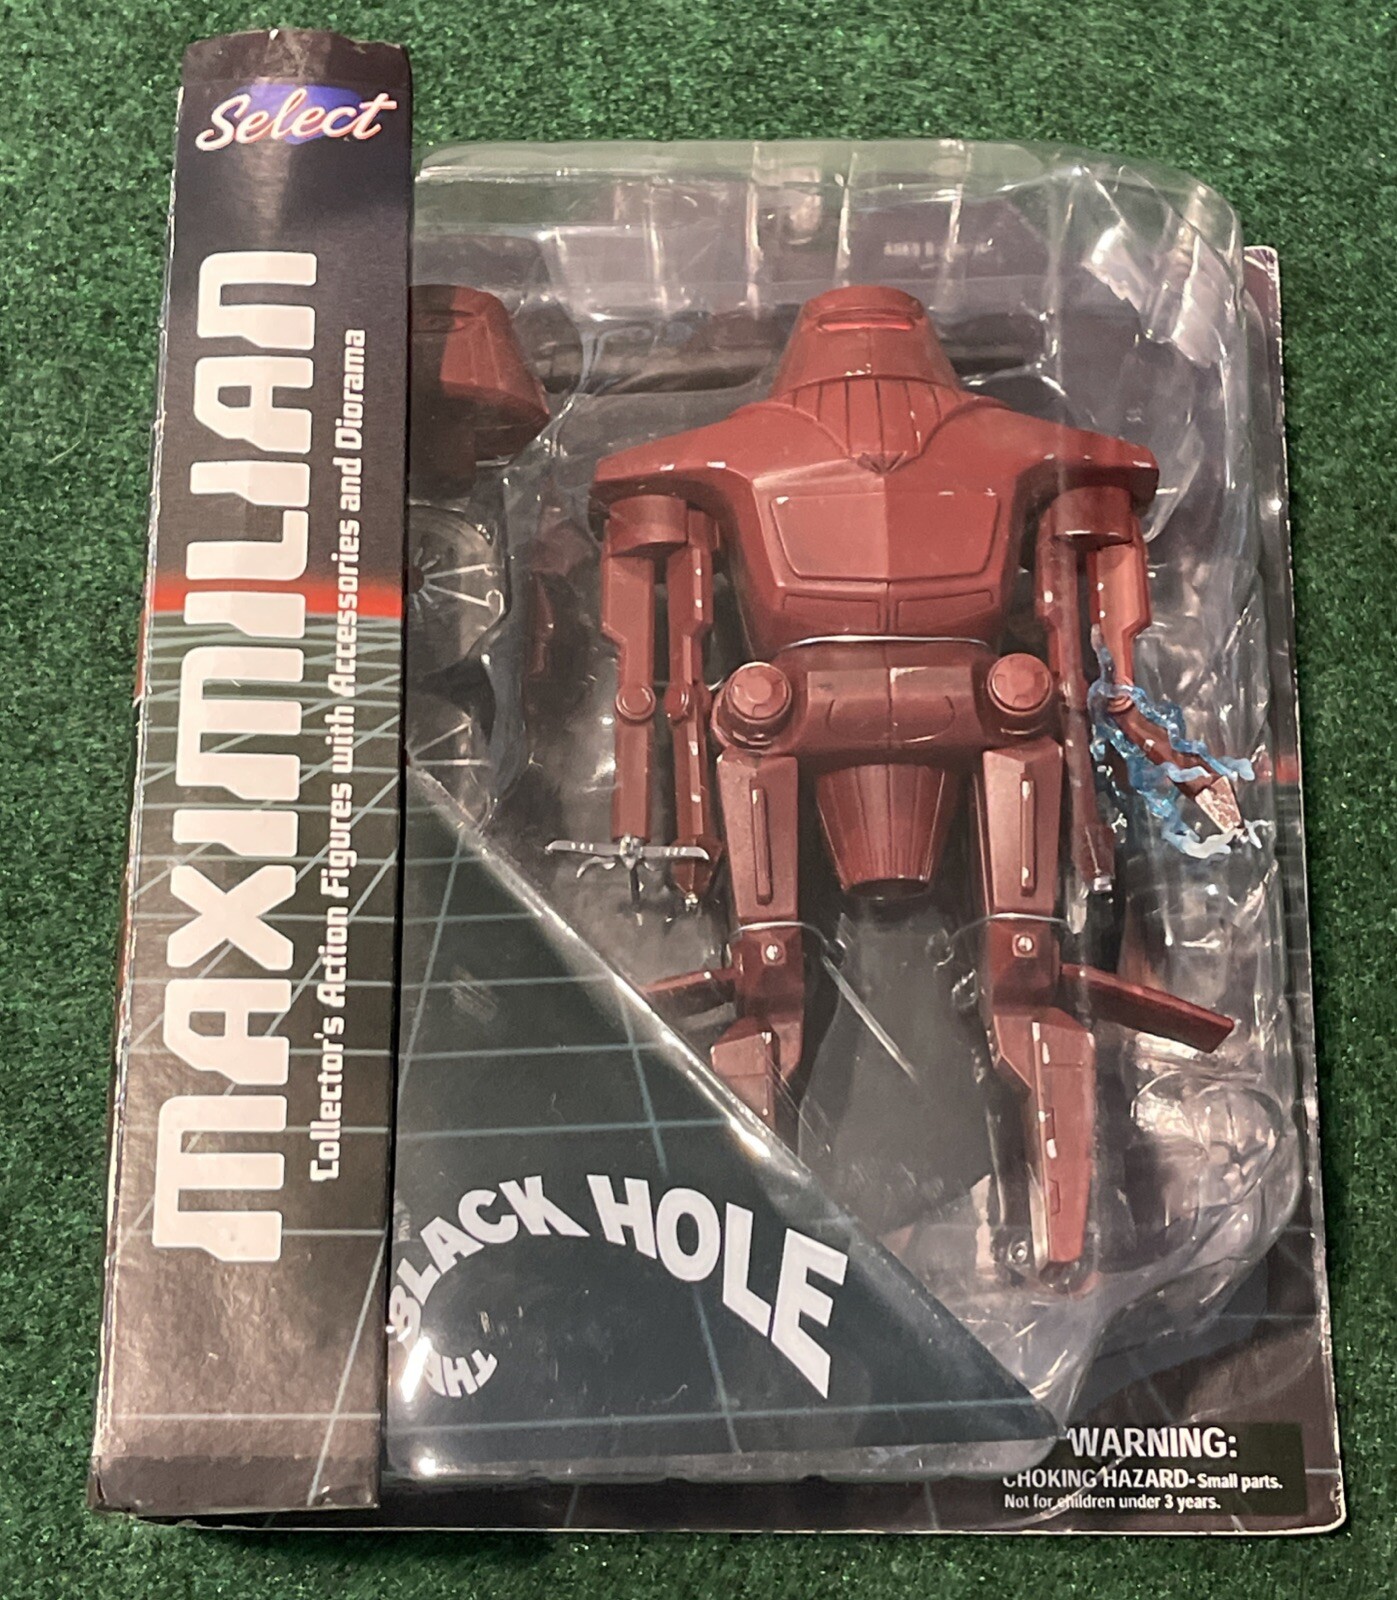 Select
MAXIMILIAN
Collector's Action Figures with Accessories and Diorama
THE
BLACK HOLE
WARNING:
CHOKING HAZARD- Small parts.
Not for children under 3 years.